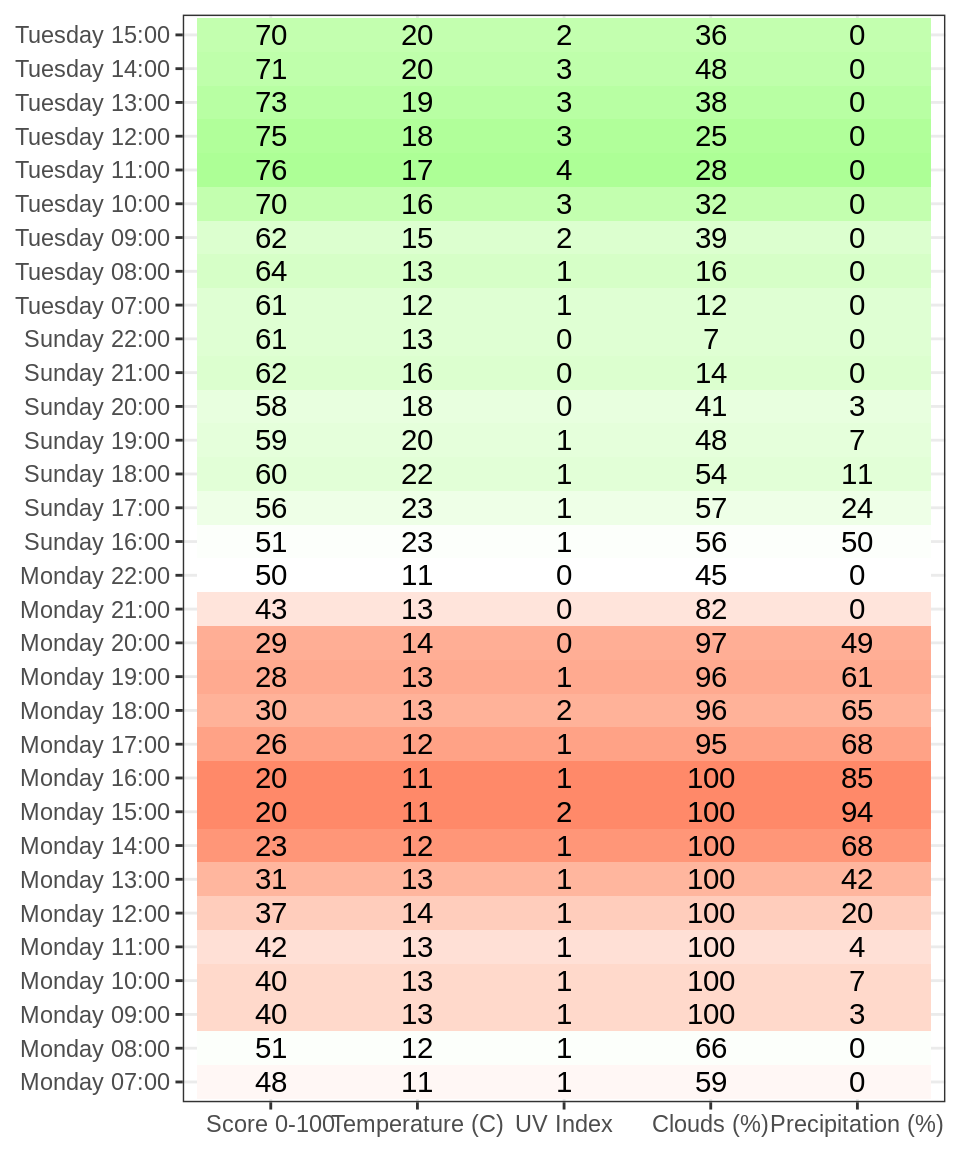 Tuesday 15:00 70 20 2 36 0
Tuesday 14:00 71 20 3 48 0
Tuesday 13:00 73 19 3 38 0
Tuesday 12:00 75 18 3 25 0
Tuesday 11:00 76 17 4 28 0
Tuesday 10:00 70 16 3 32 0
Tuesday 09:00 62 15 2 39 0
Tuesday 08:00 64 13 1 16 0
Tuesday 07:00 61 12 1 12 0
Sunday 22:00 61 13 0 7 0
Sunday 21:00 62 16 0 14 0
Sunday 20:00 58 18 0 41 3
Sunday 19:00 59 20 1 48 7
Sunday 18:00 60 22 1 54 11
Sunday 17:00 56 23 1 57 24
Sunday 16:00 51 23 1 56 50
Monday 22:00 50 11 0 45 0
Monday 21:00 43 13 0 82 0
Monday 20:00 29 14 0 97 49
Monday 19:00 28 13 1 96 61
Monday 18:00 30 13 2 96 65
Monday 17:00 26 12 1 95 68
Monday 16:00 20 11 1 100 85
Monday 15:00 20 11 2 100 94
Monday 14:00 23 12 1 100 68
Monday 13:00 31 13 1 100 42
Monday 12:00 37 14 1 100 20
Monday 11:00 42 13 1 100 4
Monday 10:00 40 13 1 100 7
Monday 09:00 40 13 1 100 3
Monday 08:00 51 12 1 66 0
Monday 07:00 48 11 1 59 0
Score 0-100 Temperature (C) UV Index Clouds (%) Precipitation (%)